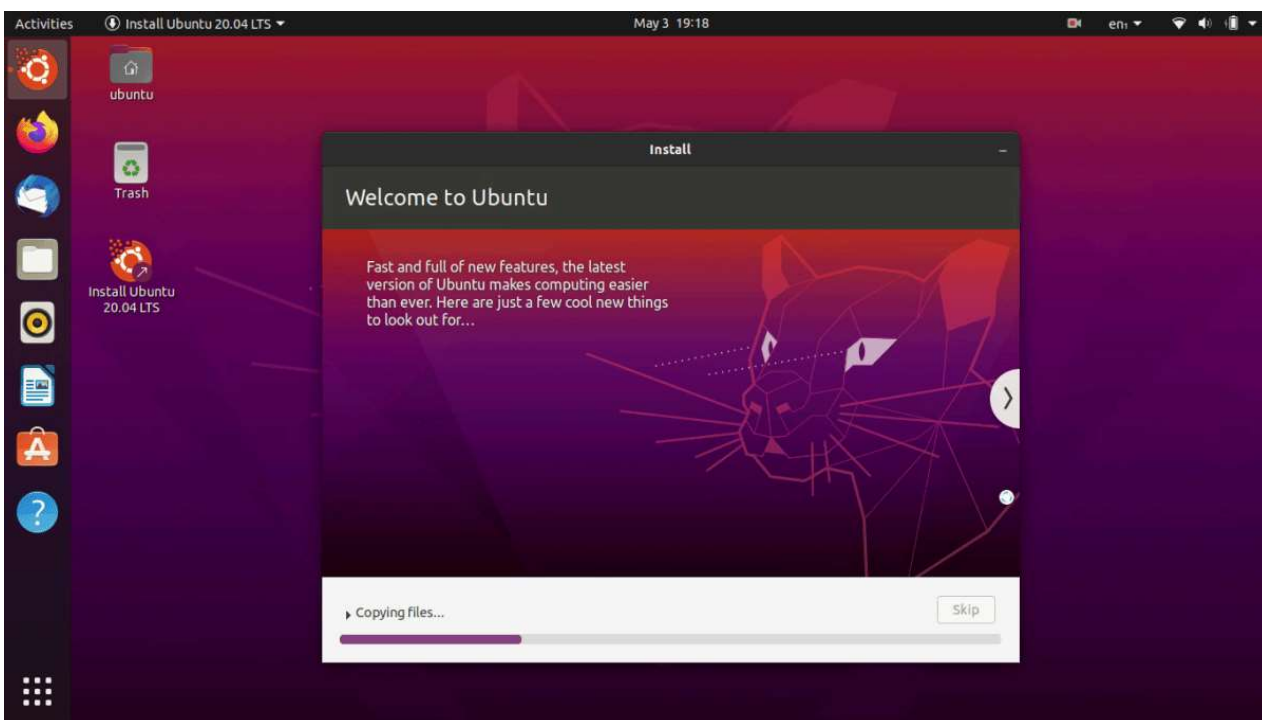 Activities
Install Ubuntu 20.04 LTS
May 3 19:18
en₁
ubuntu
Trash
Install Ubuntu
20.04 LTS
Install
Welcome to Ubuntu
Fast and full of new features, the latest
version of Ubuntu makes computing easier
than ever. Here are just a few cool new things
to look out for...
Copying files...
Skip